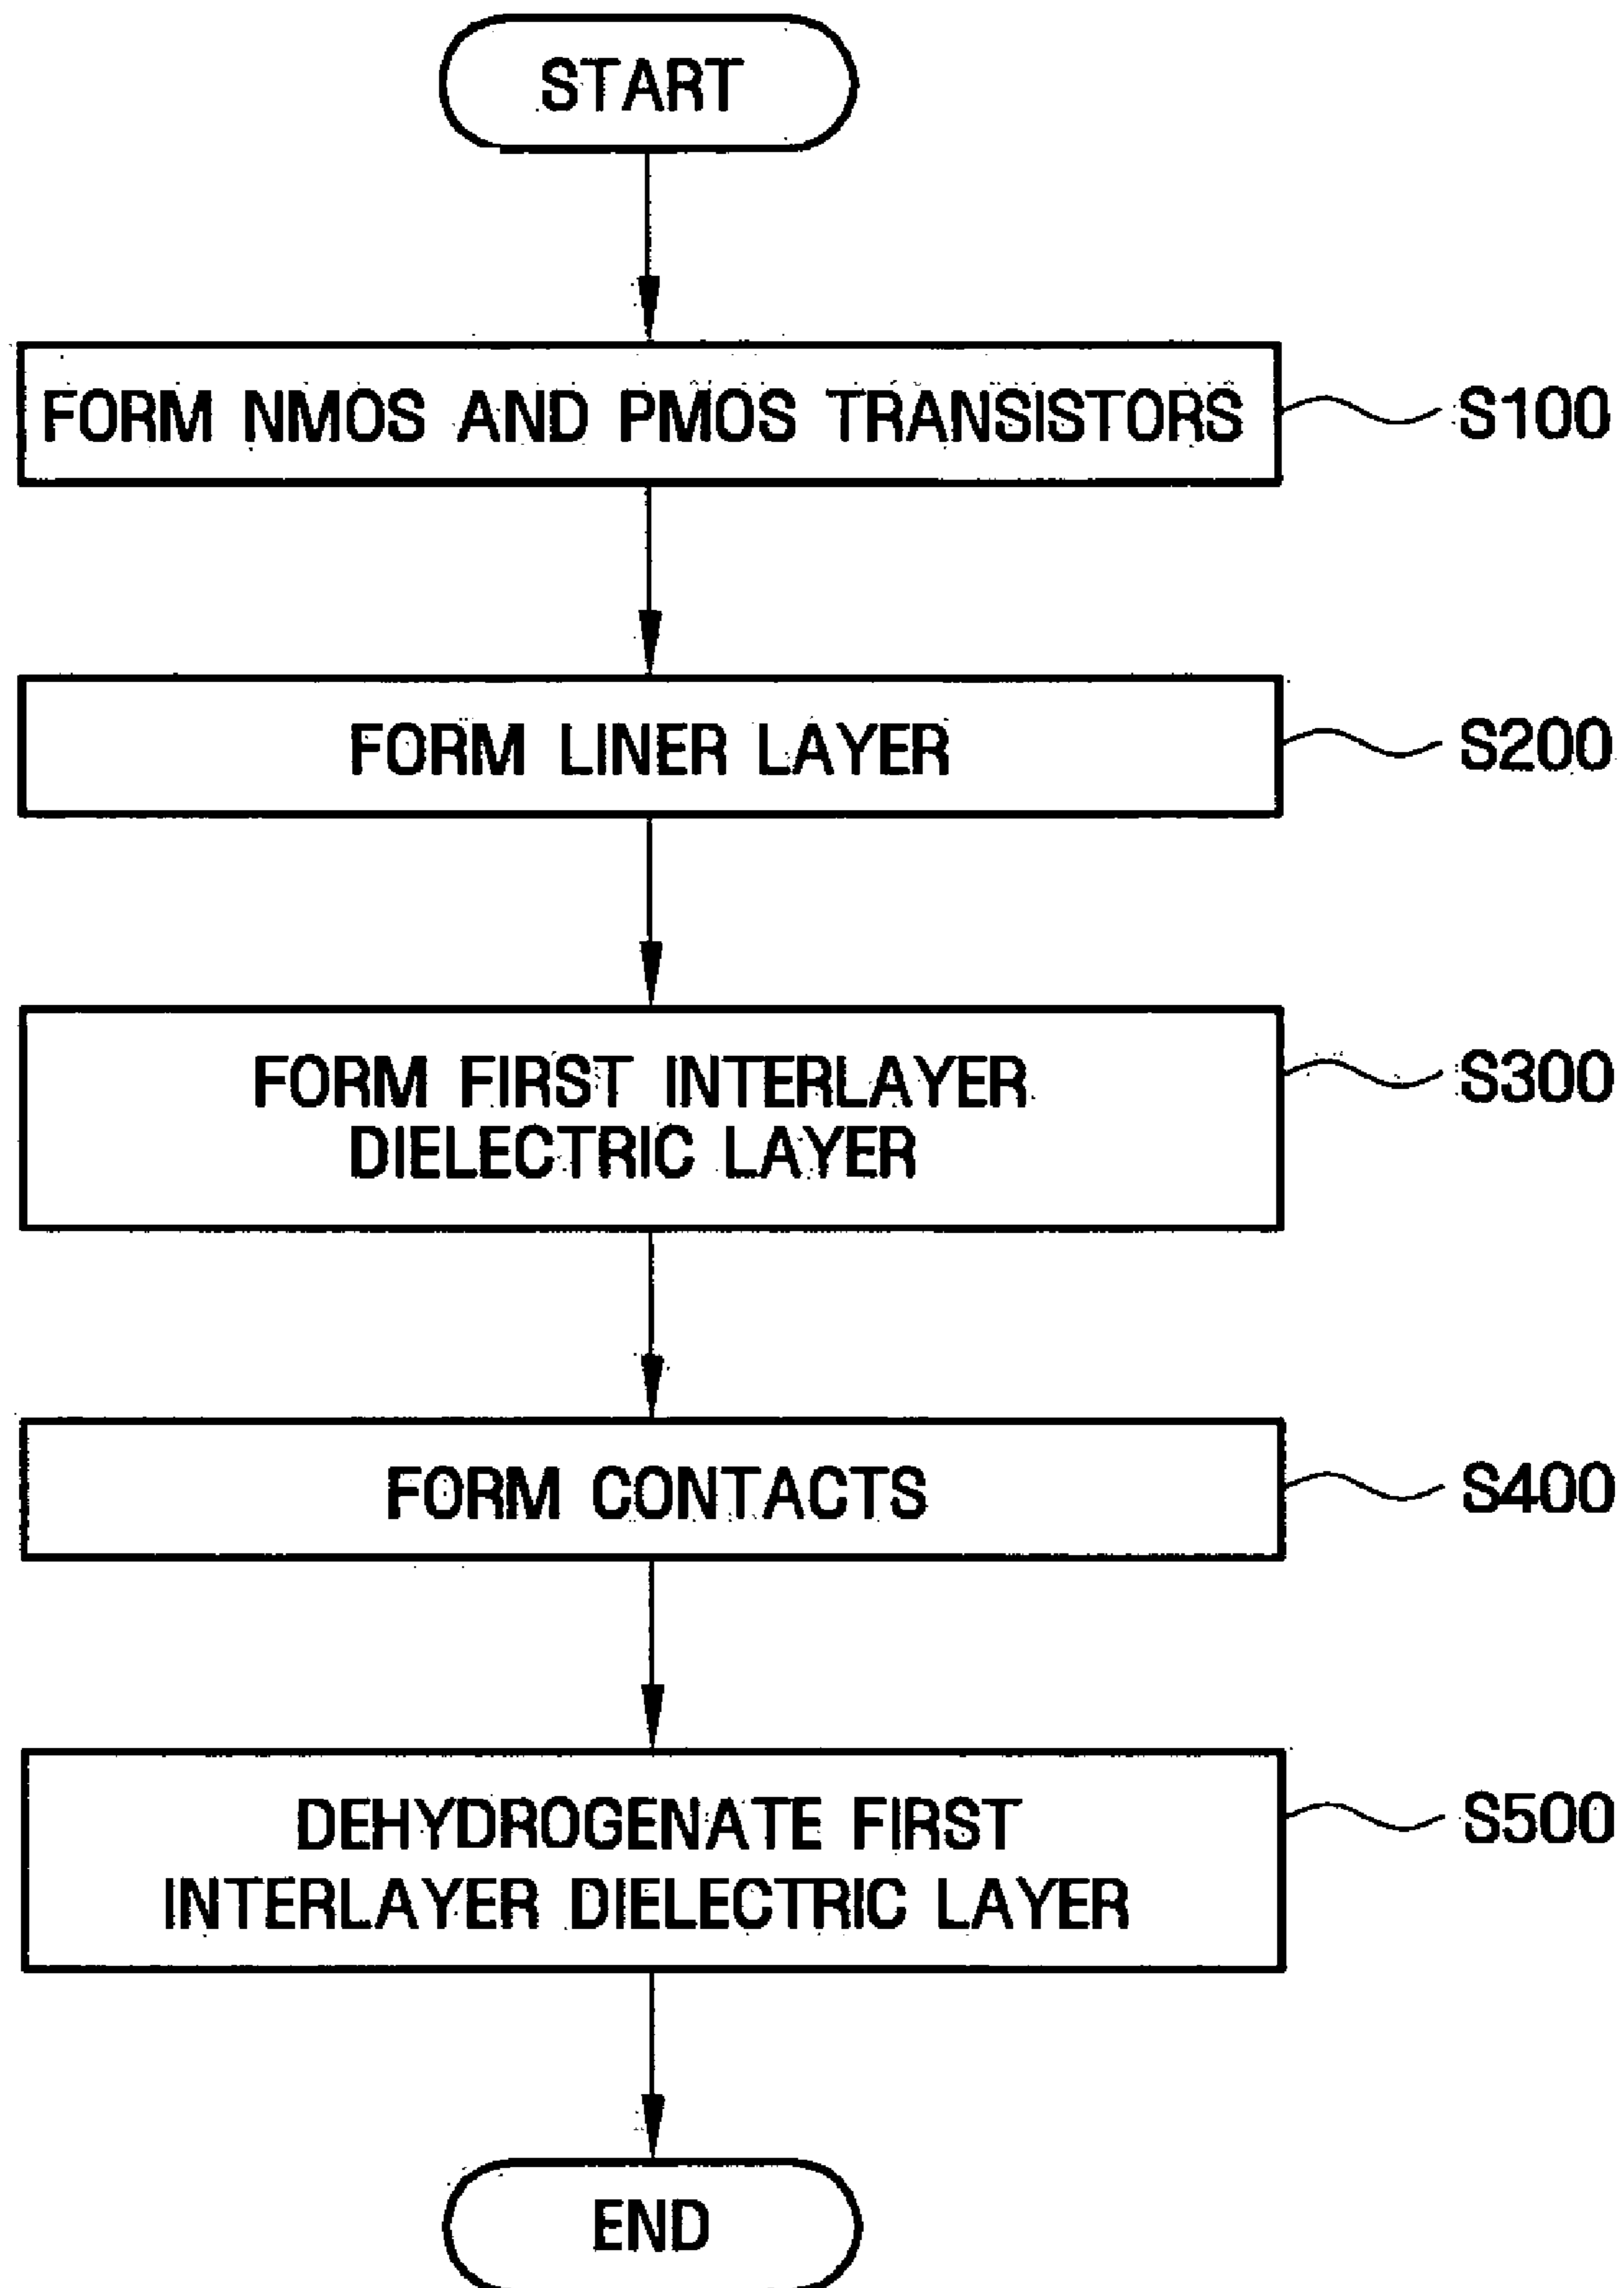 START
FORM NMOS AND PMOS TRANSISTORS
S100
FORM LINER LAYER
S200
FORM FIRST INTERLAYER
DIELECTRIC LAYER
S300
FORM CONTACTS
S400
DEHYDROGENATE FIRST
INTERLAYER DIELECTRIC LAYER
S500
END